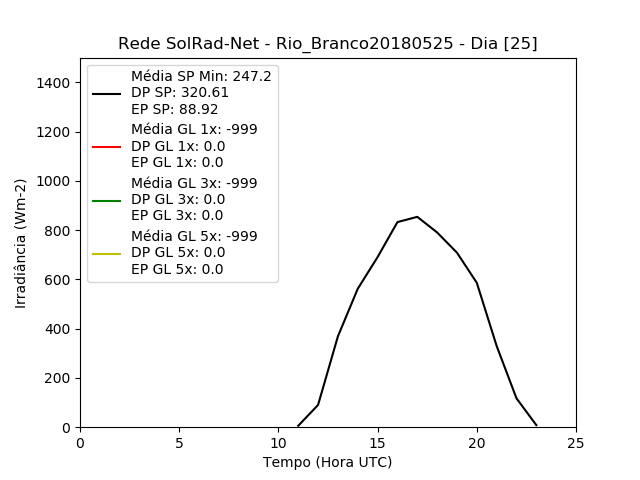 Rede SolRad-Net - Rio_Branco20180525 - Dia [25]
Média SP Min: 247.2
DP SP: 320.61
EP SP: 88.92
Média GL 1x: -999
DP GL 1x: 0.0
EP GL 1x: 0.0
Média GL 3x: -999
DP GL 3x: 0.0
EP GL 3x: 0.0
Média GL 5x: -999
DP GL 5x: 0.0
EP GL 5x: 0.0
Irradiância (Wm-2)
1400
1200
1000
800
600
400
200
0
0 5 10 15 20 25
Tempo (Hora UTC)